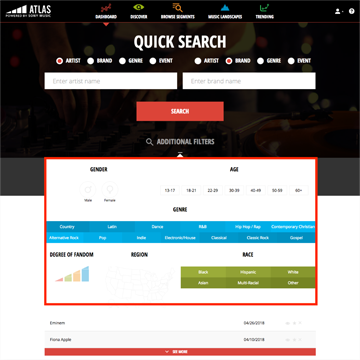 ATLAS
POWERED BY SONY MUSIC
DASHBOARD
DISCOVER
BROWSE SEGMENTS
MUSIC LANDSCAPES
TRENDING
QUICK SEARCH
ARTIST BRAND GENRE EVENT
ARTIST BRAND GENRE EVENT
Enter artist name
Enter brand name
SEARCH
ADDITIONAL FILTERS
GENDER
AGE
Male
Female
13-17 18-21 22-29 30-39 40-49 50-59 60+
GENRE
Country Latin Dance R&B Hip Hop / Rap Contemporary Christian
Alternative Rock Pop Indie Electronic/House Classical Classic Rock Gospel
DEGREE OF FANDOM
REGION
RACE
Black Hispanic White
Asian Multi-Racial Other
Eminem 04/26/2018
Fiona Apple 04/10/2018
SEE MORE